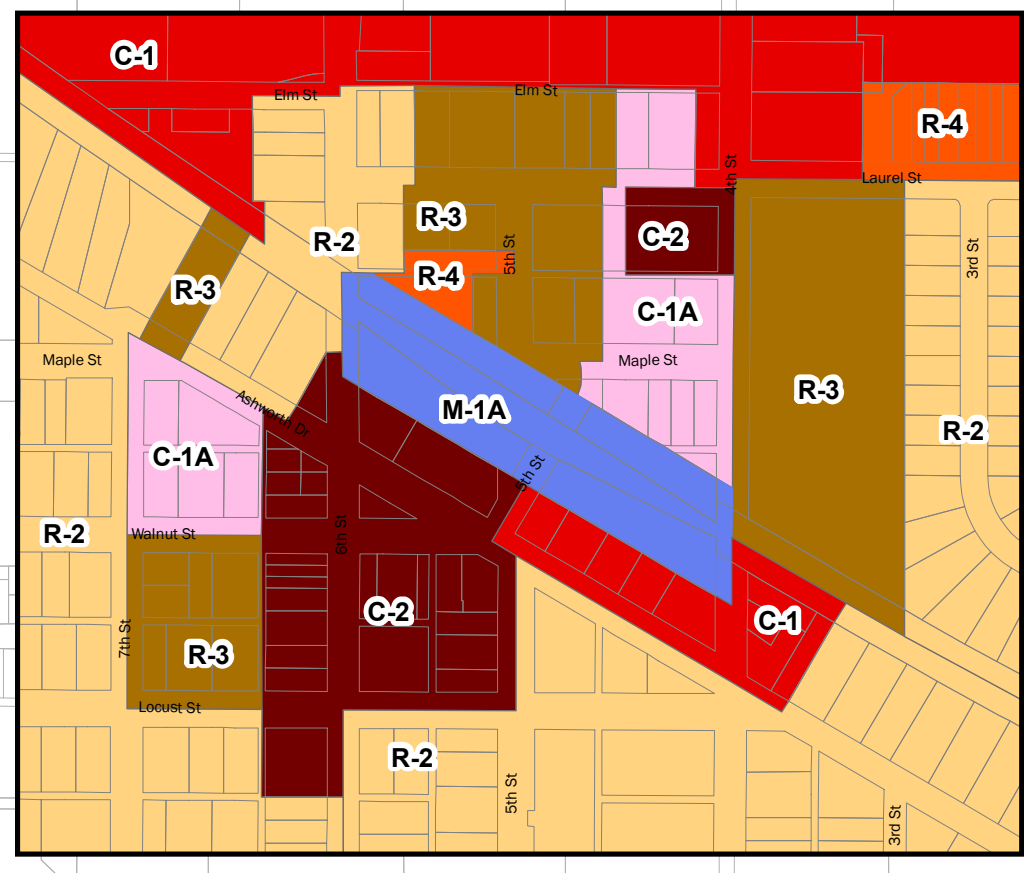 C-1
Elm St
Elm St
R-4
4th St
Laurel St
R-3
C-2
R-2
5th St
3rd St
R-4
R-3
C-1A
Maple St
Maple St
R-3
Ashworth Dr
M-1A
R-2
C-1A
5th St
Walnut St
R-2
6th St
C-2
C-1
7th St
R-3
Locust St
R-2
5th St
3rd St